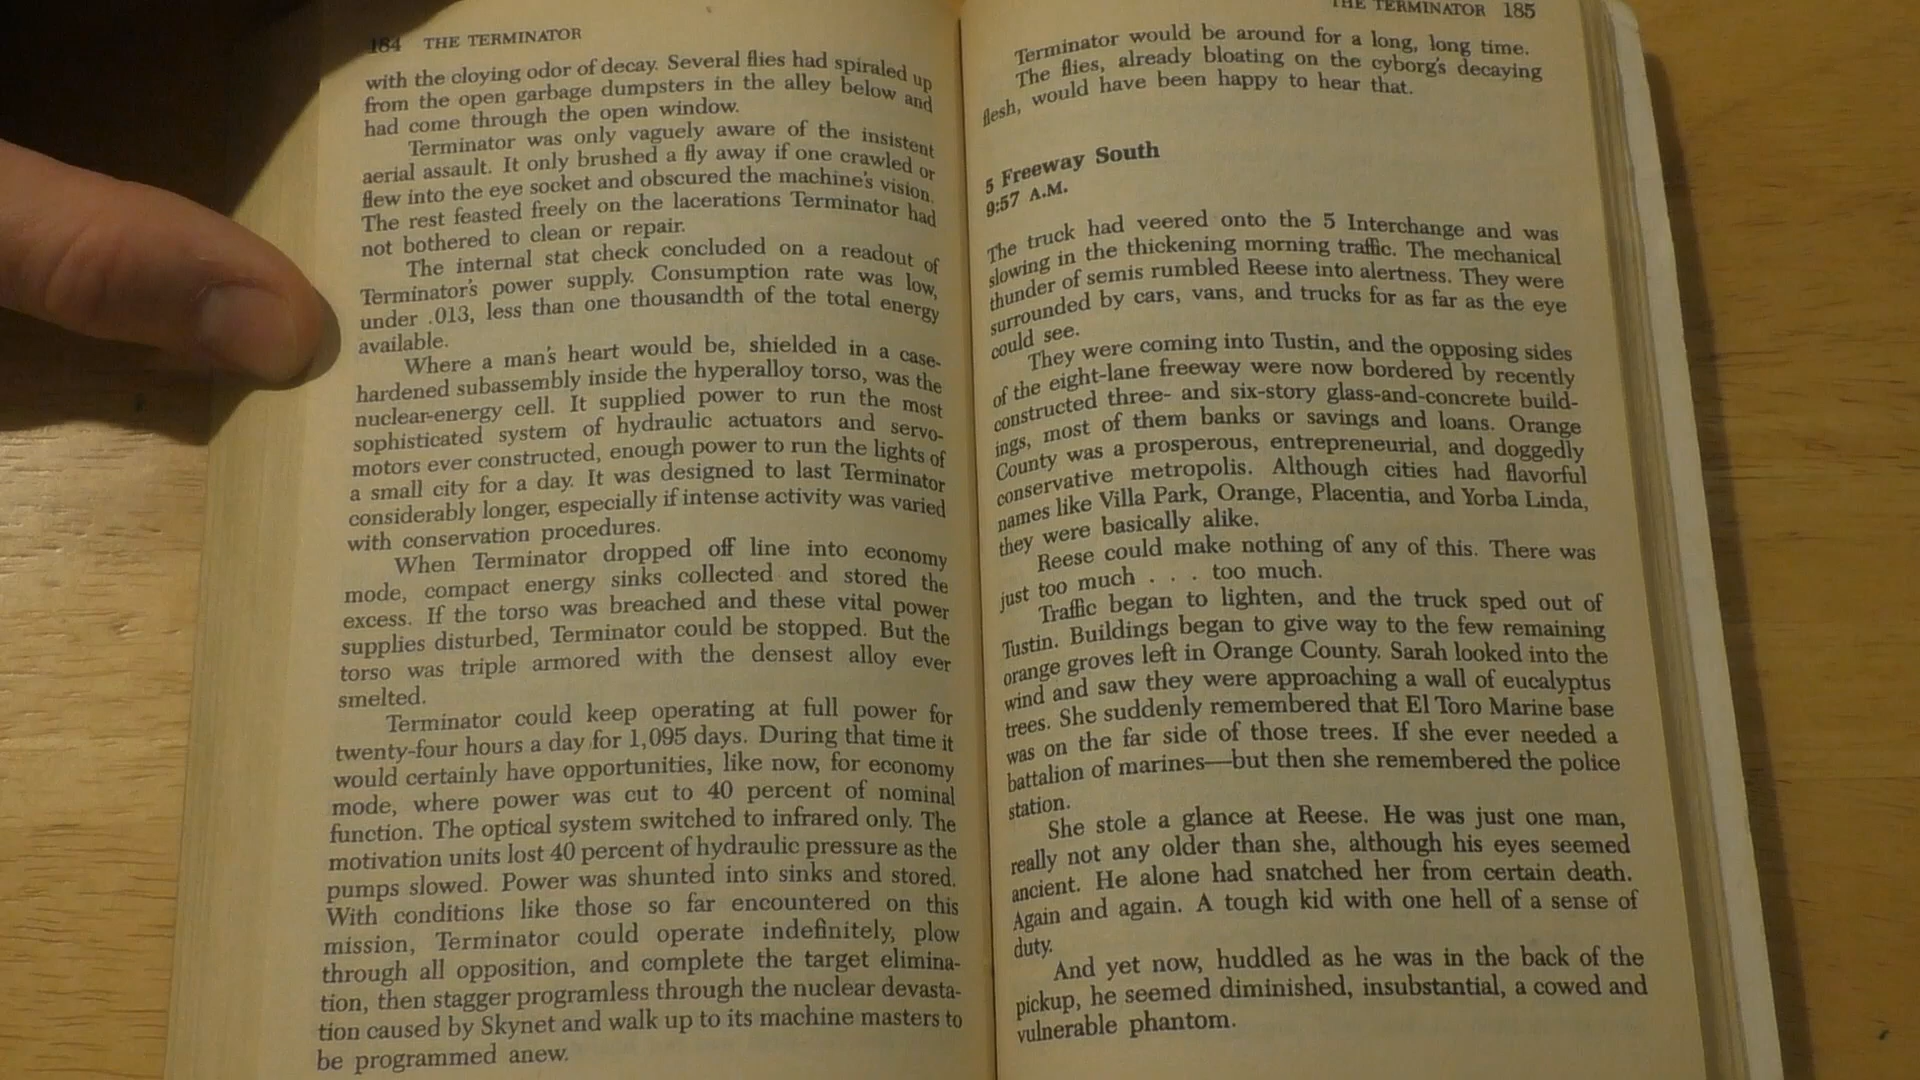 184 THE TERMINATOR
with the cloying odor of decay. Several flies had spiraled up
from the open garbage dumpsters in the alley below and
had come through the open window.
Terminator was only vaguely aware of the insistent
aerial assault. It only brushed a fly away if one crawled or
flew into the eye socket and obscured the machine's vision.
The rest feasted freely on the lacerations Terminator had
not bothered to clean or repair.
The internal stat check concluded on a readout of
Terminator's power supply. Consumption rate was low,
under .013, less than one thousandth of the total energy
available.
Where a man's heart would be, shielded in a case-
hardened subassembly inside the hyperalloy torso, was the
nuclear-energy cell. It supplied power to run the most
sophisticated system of hydraulic actuators and servo-
motors ever constructed, enough power to run the lights of
a small city for a day. It was designed to last Terminator
considerably longer, especially if intense activity was varied
with conservation procedures.
When Terminator dropped off line into economy
mode, compact energy sinks collected and stored the
excess. If the torso was breached and these vital power
supplies disturbed, Terminator could be stopped. But the
torso was triple armored with the densest alloy ever
smelted.
Terminator could keep operating at full power for
twenty-four hours a day for 1,095 days. During that time it
would certainly have opportunities, like now, for economy
mode, where power was cut to 40 percent of nominal
function. The optical system switched to infrared only. The
motivation units lost 40 percent of hydraulic pressure as the
pumps slowed. Power was shunted into sinks and stored.
With conditions like those so far encountered on this
mission, Terminator could operate indefinitely, plow
through all opposition, and complete the target elimina-
tion, then stagger programless through the nuclear devasta-
tion caused by Skynet and walk up to its machine masters to
be programmed anew.
THE TERMINATOR 185
Terminator would be around for a long, long time.
The flies, already bloating on the cyborg's decaying
flesh, would have been happy to hear that.
5 Freeway South
9:57 A.M.
The truck had veered onto the 5 Interchange and was
slowing in the thickening morning traffic. The mechanical
thunder of semis rumbled Reese into alertness. They were
surrounded by cars, vans, and trucks for as far as the eye
could see.
They were coming into Tustin, and the opposing sides
of the eight-lane freeway were now bordered by recently
constructed three- and six-story glass-and-concrete build-
ings, most of them banks or savings and loans. Orange
County was a prosperous, entrepreneurial, and doggedly
conservative metropolis. Although cities had flavorful
names like Villa Park, Orange, Placentia, and Yorba Linda,
they were basically alike.
Reese could make nothing of any of this. There was
just too much . . . too much.
Traffic began to lighten, and the truck sped out of
Tustin. Buildings began to give way to the few remaining
orange groves left in Orange County. Sarah looked into the
wind and saw they were approaching a wall of eucalyptus
trees. She suddenly remembered that El Toro Marine base
was on the far side of those trees. If she ever needed a
battalion of marines—but then she remembered the police
station.
She stole a glance at Reese. He was just one man,
really not any older than she, although his eyes seemed
ancient. He alone had snatched her from certain death.
Again and again. A tough kid with one hell of a sense of
duty.
And yet now, huddled as he was in the back of the
pickup, he seemed diminished, insubstantial, a cowed and
vulnerable phantom.